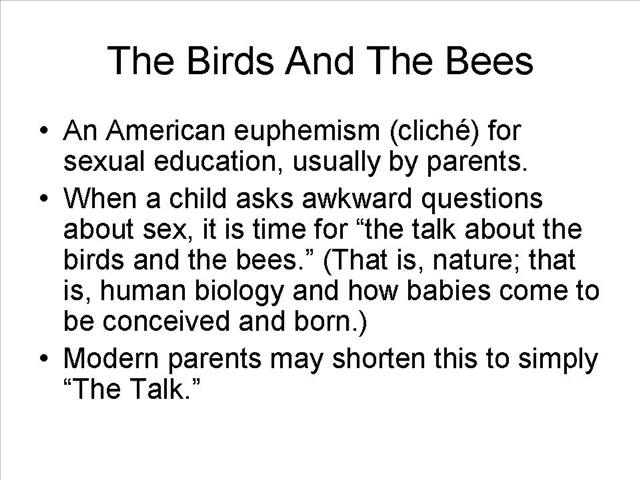 The Birds And The Bees
• An American euphemism (cliché) for
sexual education, usually by parents.
• When a child asks awkward questions
about sex, it is time for “the talk about the
birds and the bees.” (That is, nature; that
is, human biology and how babies come to
be conceived and born.)
• Modern parents may shorten this to simply
“The Talk.”